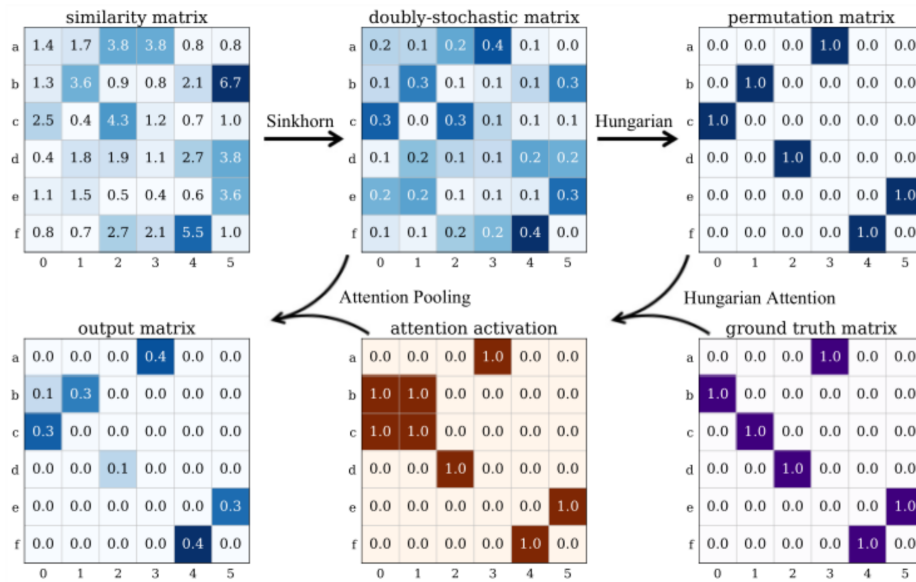 similarity matrix
doubly-stochastic matrix
permutation matrix
a 1.4 1.7 3.8 3.8 0.8 0.8
b 1.3 3.6 0.9 0.8 2.1 6.7
c 2.5 0.4 4.3 1.2 0.7 1.0
d 0.4 1.8 1.9 1.1 2.7 3.8
e 1.1 1.5 0.5 0.4 0.6 3.6
f 0.8 0.7 2.7 2.1 5.5 1.0
0 1 2 3 4 5
Sinkhorn
a 0.2 0.1 0.2 0.4 0.1 0.0
b 0.1 0.3 0.1 0.1 0.1 0.3
c 0.3 0.0 0.3 0.1 0.1 0.1
d 0.1 0.2 0.1 0.1 0.2 0.2
e 0.2 0.2 0.1 0.1 0.1 0.3
f 0.1 0.1 0.2 0.2 0.4 0.0
0 1 2 3 4 5
Hungarian
a 0.0 0.0 0.0 1.0 0.0 0.0
b 0.0 1.0 0.0 0.0 0.0 0.0
c 1.0 0.0 0.0 0.0 0.0 0.0
d 0.0 0.0 1.0 0.0 0.0 0.0
e 0.0 0.0 0.0 0.0 0.0 1.0
f 0.0 0.0 0.0 0.0 1.0 0.0
0 1 2 3 4 5
Attention Pooling
Hungarian Attention
output matrix
attention activation
ground truth matrix
a 0.0 0.0 0.0 0.4 0.0 0.0
b 0.1 0.3 0.0 0.0 0.0 0.0
c 0.3 0.0 0.0 0.0 0.0 0.0
d 0.0 0.0 0.1 0.0 0.0 0.0
e 0.0 0.0 0.0 0.0 0.0 0.3
f 0.0 0.0 0.0 0.0 0.4 0.0
0 1 2 3 4 5
a 0.0 0.0 0.0 1.0 0.0 0.0
b 1.0 1.0 0.0 0.0 0.0 0.0
c 1.0 1.0 0.0 0.0 0.0 0.0
d 0.0 0.0 1.0 0.0 0.0 0.0
e 0.0 0.0 0.0 0.0 0.0 1.0
f 0.0 0.0 0.0 0.0 1.0 0.0
0 1 2 3 4 5
a 0.0 0.0 0.0 1.0 0.0 0.0
b 1.0 0.0 0.0 0.0 0.0 0.0
c 0.0 1.0 0.0 0.0 0.0 0.0
d 0.0 0.0 1.0 0.0 0.0 0.0
e 0.0 0.0 0.0 0.0 0.0 1.0
f 0.0 0.0 0.0 0.0 1.0 0.0
0 1 2 3 4 5